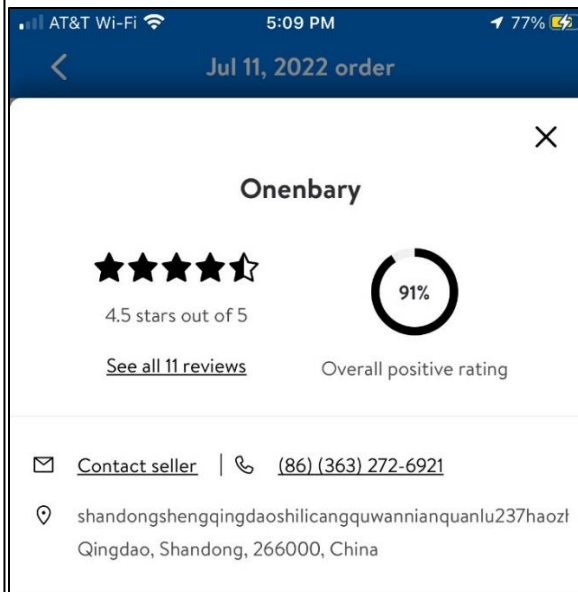 AT&T Wi-Fi 5:09 PM 77%
Jul 11, 2022 order
Onenbary
4.5 stars out of 5
91%
See all 11 reviews
Overall positive rating
Contact seller | (86) (363) 272-6921
shandongshengqingdaoshilicangquwannianquanlu237haozh
Qingdao, Shandong, 266000, China